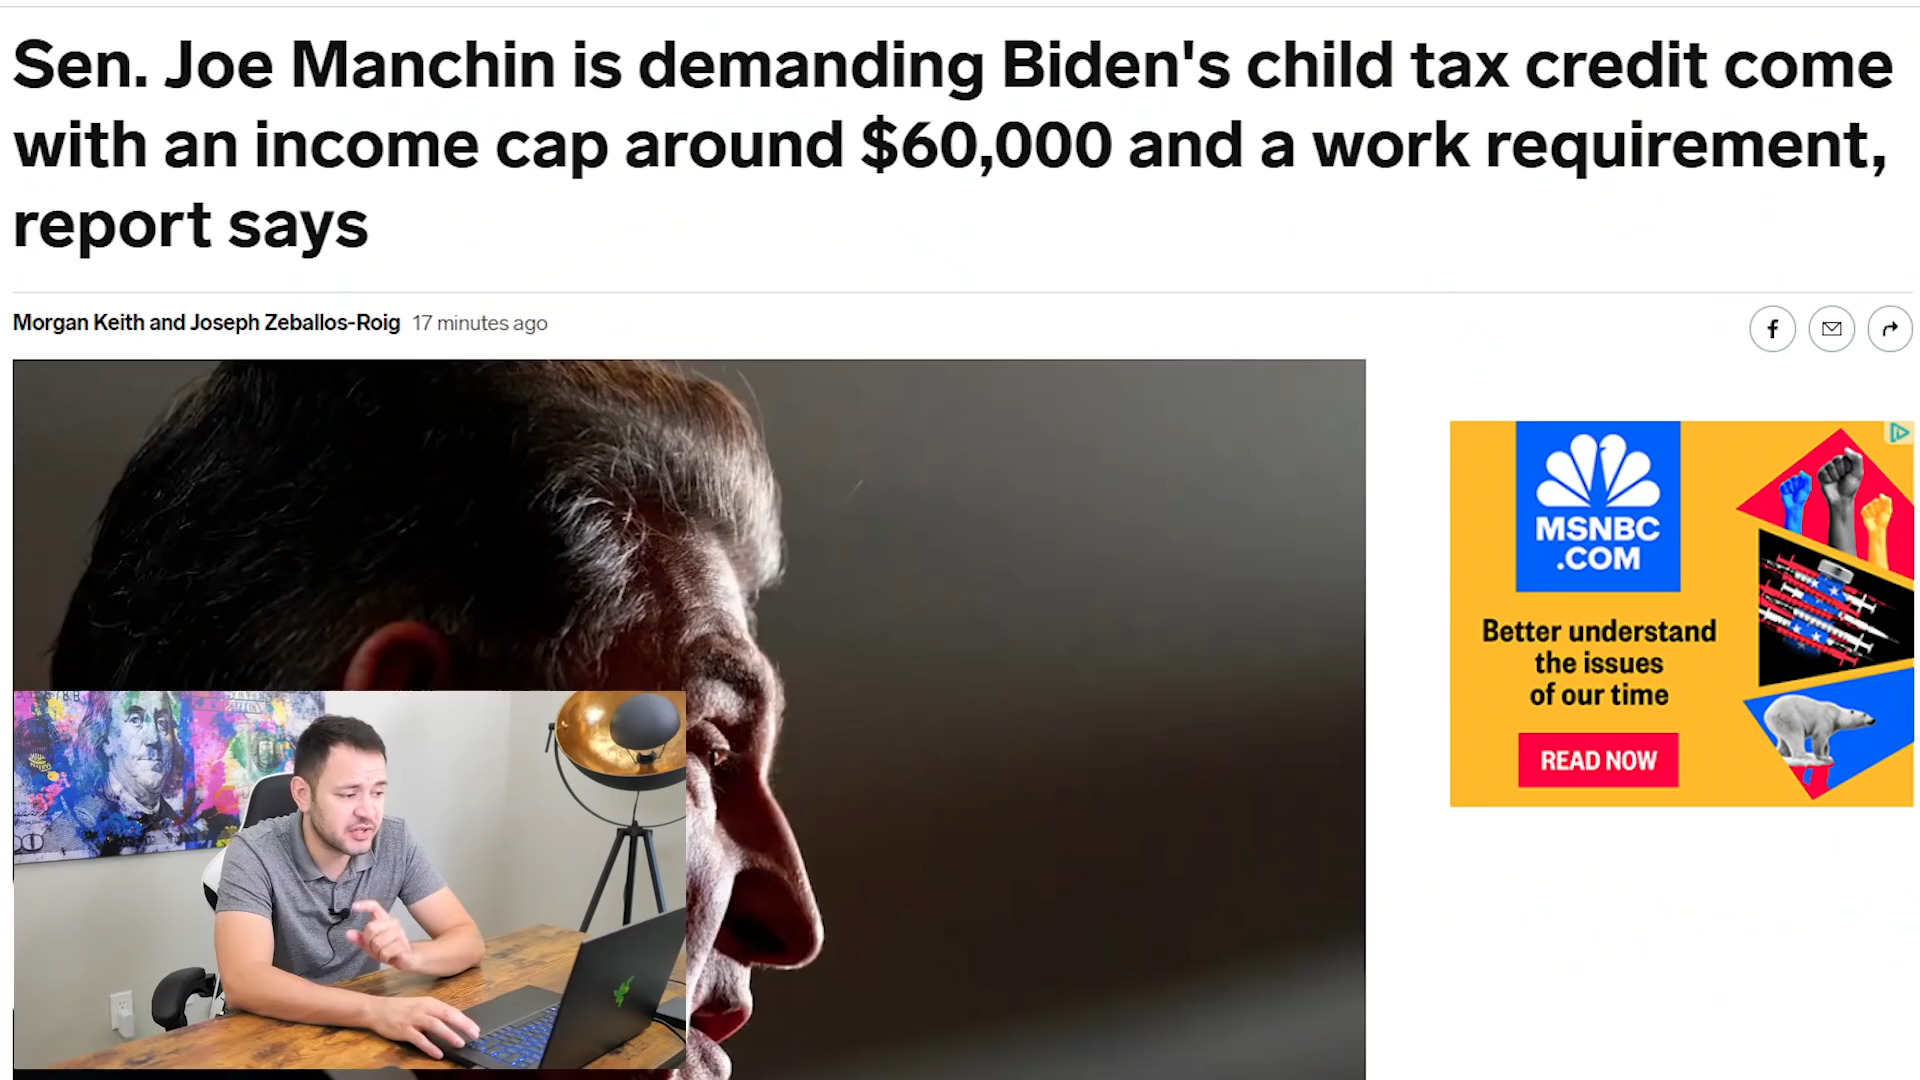 Sen. Joe Manchin is demanding Biden's child tax credit come
with an income cap around $60,000 and a work requirement,
report says
Morgan Keith and Joseph Zeballos-Roig 17 minutes ago
MSNBC
.COM
Better understand
the issues
of our time
READ NOW